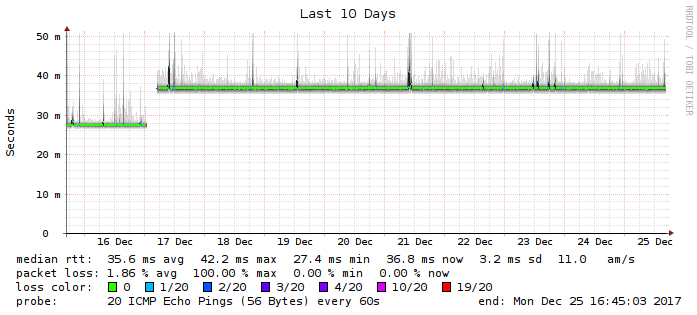 Last 10 Days
RRDTOOL / TOBI OETIKER
Seconds
50 m
40 m
30 m
20 m
10 m
0
16 Dec 17 Dec 18 Dec 19 Dec 20 Dec 21 Dec 22 Dec 23 Dec 24 Dec 25 Dec
median rtt: 35.6 ms avg 42.2 ms max 27.4 ms min 36.8 ms now 3.2 ms sd 11.0 am/s
packet loss: 1.86 % avg 100.00 % max 0.00 % min 0.00 % now
loss color: 0 1/20 2/20 3/20 4/20 10/20 19/20
probe: 20 ICMP Echo Pings (56 Bytes) every 60s end: Mon Dec 25 16:45:03 2017